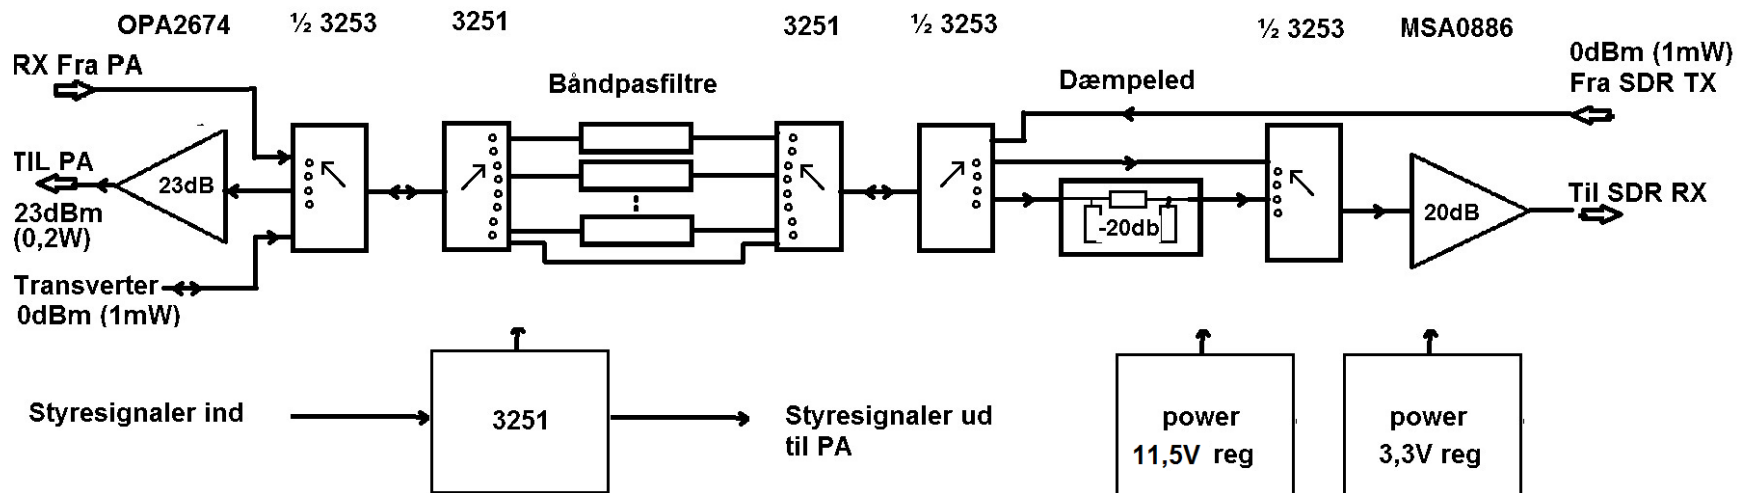 OPA2674
½ 3253
3251
3251
½ 3253
½ 3253
MSA0886
RX Fra PA
Båndpasfiltre
Dæmpeled
0dBm (1mW)
Fra SDR TX
TIL PA
23dB
23dBm
(0,2W)
-20db
20dB
Til SDR RX
Transverter
0dBm (1mW)
Styresignaler ind
3251
Styresignaler ud
til PA
power
11,5V reg
power
3,3V reg